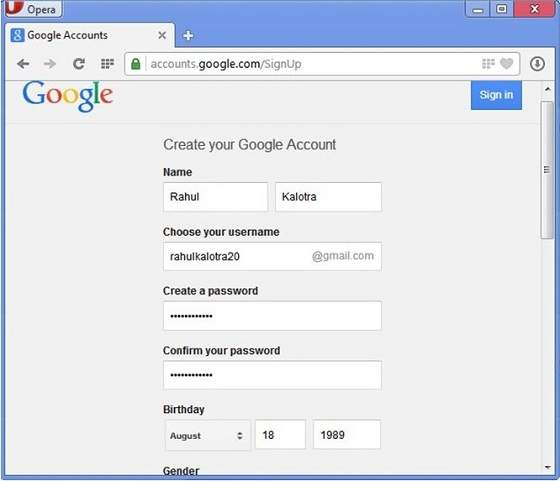 Opera
Google Accounts
accounts.google.com/SignUp
Google
Sign in
Create your Google Account
Name
Rahul Kalotra
Choose your username
rahulkalotra20 @gmail.com
Create a password
••••••••••••
Confirm your password
••••••••••••
Birthday
August 18 1989
Gender